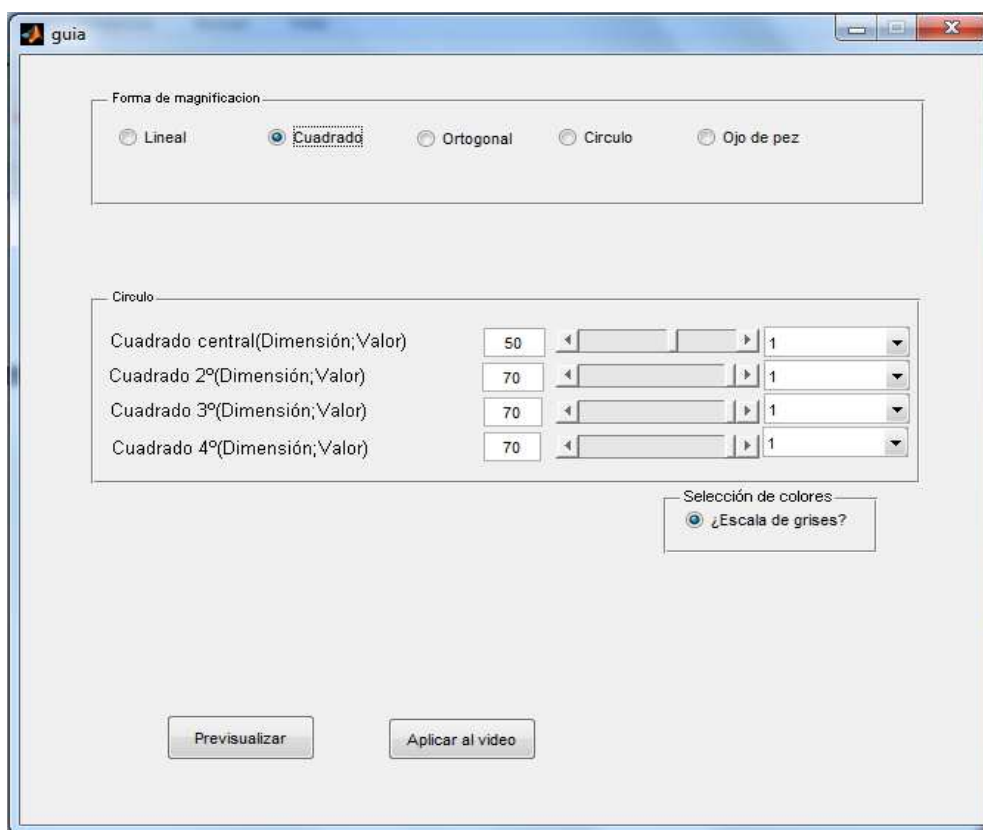 guia
Forma de magnificacion
Lineal Cuadrado Ortogonal Circulo Ojo de pez
Circulo
Cuadrado central(Dimensión;Valor) 50 1
Cuadrado 2º(Dimensión;Valor) 70 1
Cuadrado 3º(Dimensión;Valor) 70 1
Cuadrado 4º(Dimensión;Valor) 70 1
Selección de colores
¿Escala de grises?
Previsualizar Aplicar al video